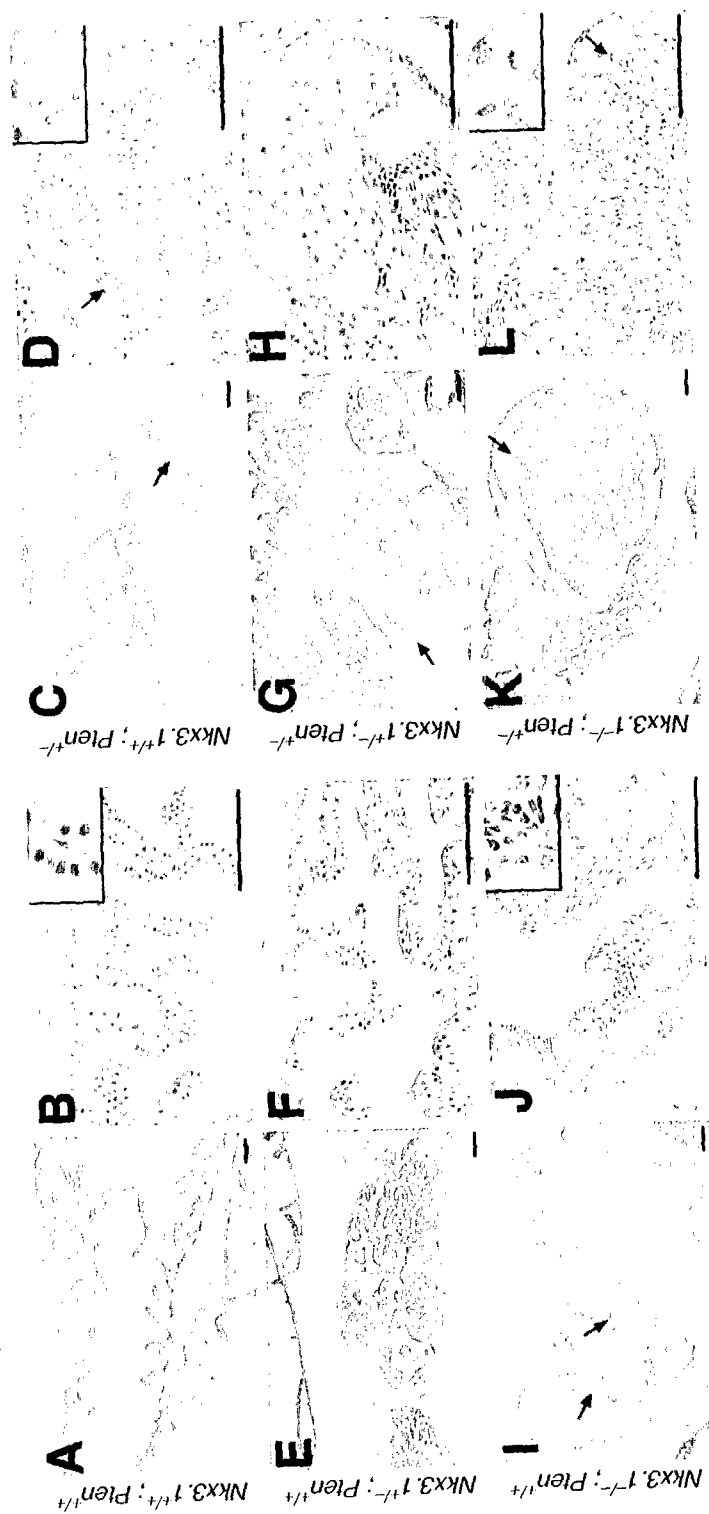 A
B
Nkx3.1+/+; Pten+/+
C
D
Nkx3.1+/+; Pten+/−
E
F
Nkx3.1+/−; Pten+/+
G
H
Nkx3.1+/−; Pten+/−
I
J
Nkx3.1−/−; Pten+/+
K
L
Nkx3.1−/−; Pten+/−